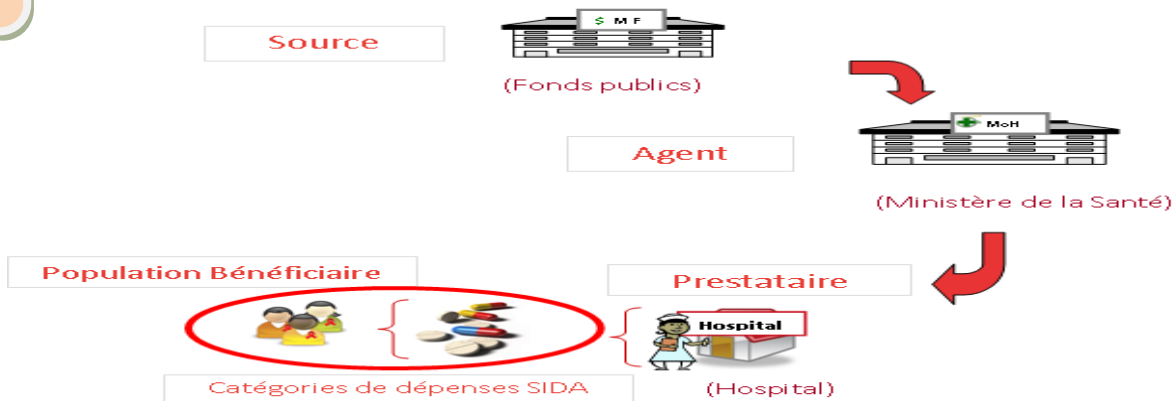 $ M F
Source
(Fonds publics)
MoH
Agent
(Ministère de la Santé)
Population Bénéficiaire
Prestataire
Hospital
Catégories de dépenses SIDA
(Hospital)